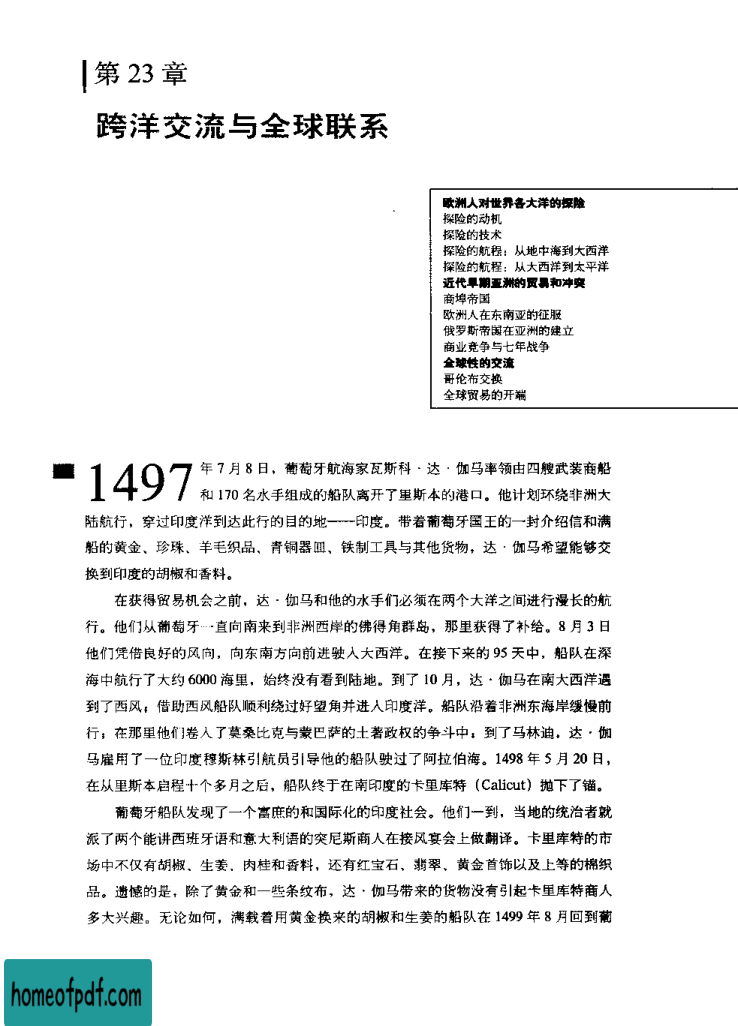 第 23 章
跨洋交流与全球联系
欧洲人对世界各大洋的探险
探险的动机
探险的技术
探险的航程：从地中海到大西洋
探险的航程：从大西洋到太平洋
近代早期亚洲的贸易和冲突
商埠帝国
欧洲人在东南亚的征服
俄罗斯帝国在亚洲的建立
商业竞争与七年战争
全球性的交流
哥伦布交换
全球贸易的开端
1497 年 7 月 8 日，葡萄牙航海家瓦斯科·达·伽马率领由四艘武装商船
和 170 名水手组成的船队离开了里斯本的港口。他计划环绕非洲大
陆航行，穿过印度洋到达此行的目的地——印度。带着葡萄牙国王的一封介绍信和满
船的黄金、珍珠、羊毛织品、青铜器皿、铁制工具与其他货物，达·伽马希望能够交
换到印度的胡椒和香料。
在获得贸易机会之前，达·伽马和他的水手们必须在两个大洋之间进行漫长的航
行。他们从葡萄牙一直向南来到非洲西岸的佛得角群岛，那里获得了补给。8 月 3 日
他们凭借良好的风向，向东南方向前进驶入大西洋。在接下来的 95 天中，船队在深
海中航行了大约 6000 海里，始终没有看到陆地。到了 10 月，达·伽马在南大西洋遇
到了西风；借助西风船队顺利绕过好望角并进入印度洋。船队沿着非洲东海岸缓慢前
行；在那里他们卷入了莫桑比克与蒙巴萨的土著政权的争斗中；到了马林迪，达·伽
马雇用了一位印度穆斯林引航员引导他的船队驶过了阿拉伯海。1498 年 5 月 20 日，
在从里斯本启程十个多月之后，船队终于在南印度的卡里库特（Calicut）抛下了锚。
葡萄牙船队发现了一个富庶的和国际化的印度社会。他们一到，当地的统治者就
派了两个能讲西班牙语和意大利语的突尼斯商人在接风宴会上做翻译。卡里库特的市
场中不仅有胡椒、生姜、肉桂和香料，还有红宝石、翡翠、黄金首饰以及上等的棉织
品。遗憾的是，除了黄金和一些条纹布，达·伽马带来的货物没有引起卡里库特商人
多大兴趣。无论如何，满载着用黄金换来的胡椒和生姜的船队在 1499 年 8 月回到葡
homeofpdf.com